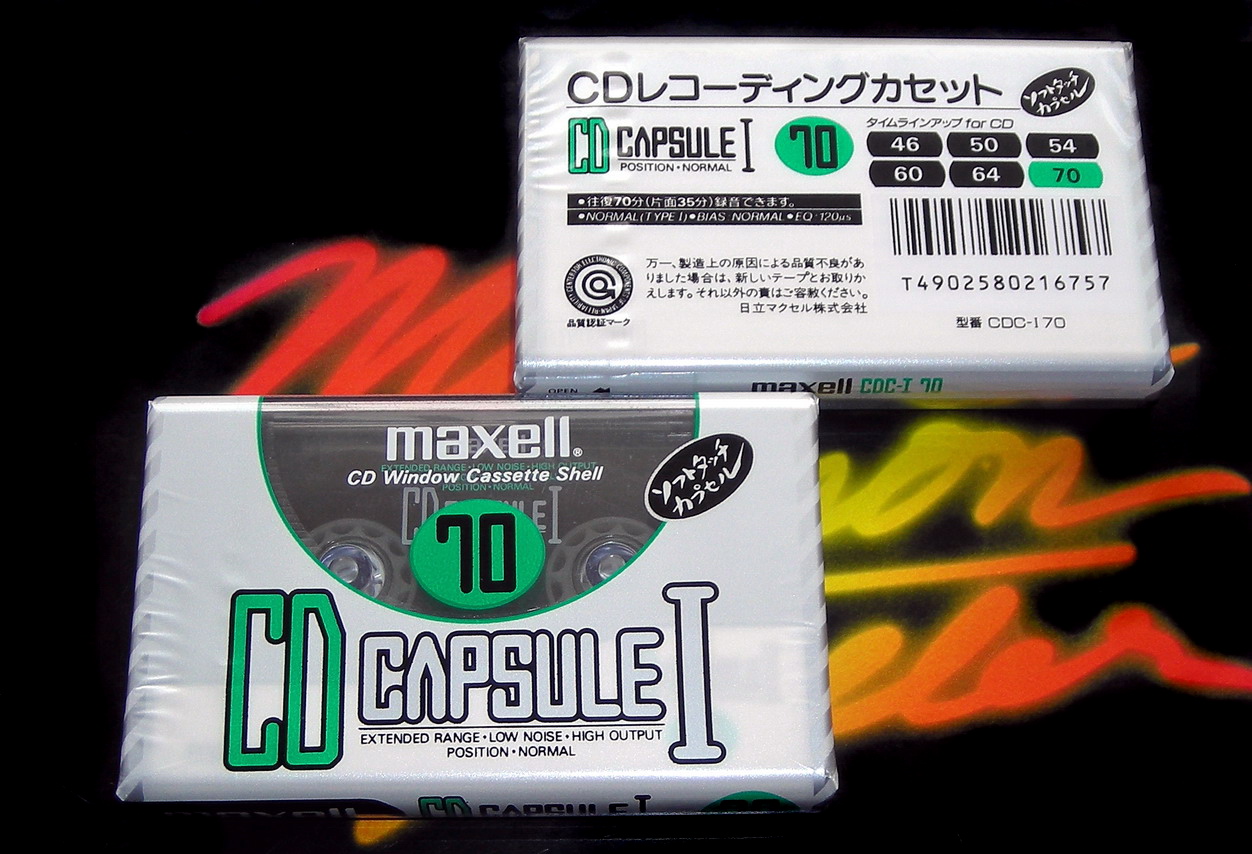 CDレコーディングカセット
ソフトタッチ
カプセル
CD CAPSULE I
POSITION・NORMAL
70
タイムラインアップ for CD
46 50 54
60 64 70
●往復70分(片面35分)録音できます。
●NORMAL(TYPE I)●BIAS:NORMAL●EQ:120μs
万一、製造上の原因による品質不良があ
りました場合は、新しいテープとお取りか
えします。それ以外の責はご容赦ください。
日立マクセル株式会社
品質認証マーク
T4902580216757
型番 CDC-I 70
OPEN
maxell CDC-I 70
maxell®
EXTENDED RANGE・LOW NOISE・HIGH OUTPUT
CD Window Cassette Shell
POSITION・NORMAL
ソフトタッチ
カプセル
70
CD CAPSULE I
EXTENDED RANGE・LOW NOISE・HIGH OUTPUT
POSITION・NORMAL
maxell CD CAPSULE I